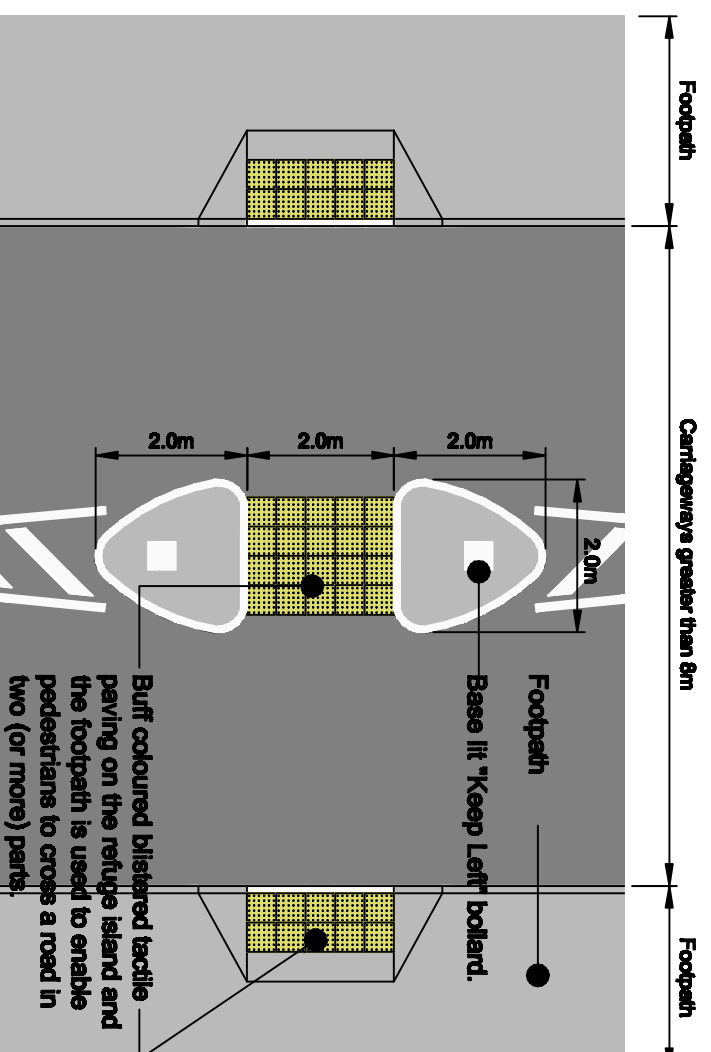 Footpath
Carriageways greater than 8m
Footpath
2.0m
2.0m
2.0m
2.0m
Footpath
Base lit "Keep Left" bollard.
Buff coloured blistered tactile
paving on the refuge island and
the footpath is used to enable
pedestrians to cross a road in
two (or more) parts.